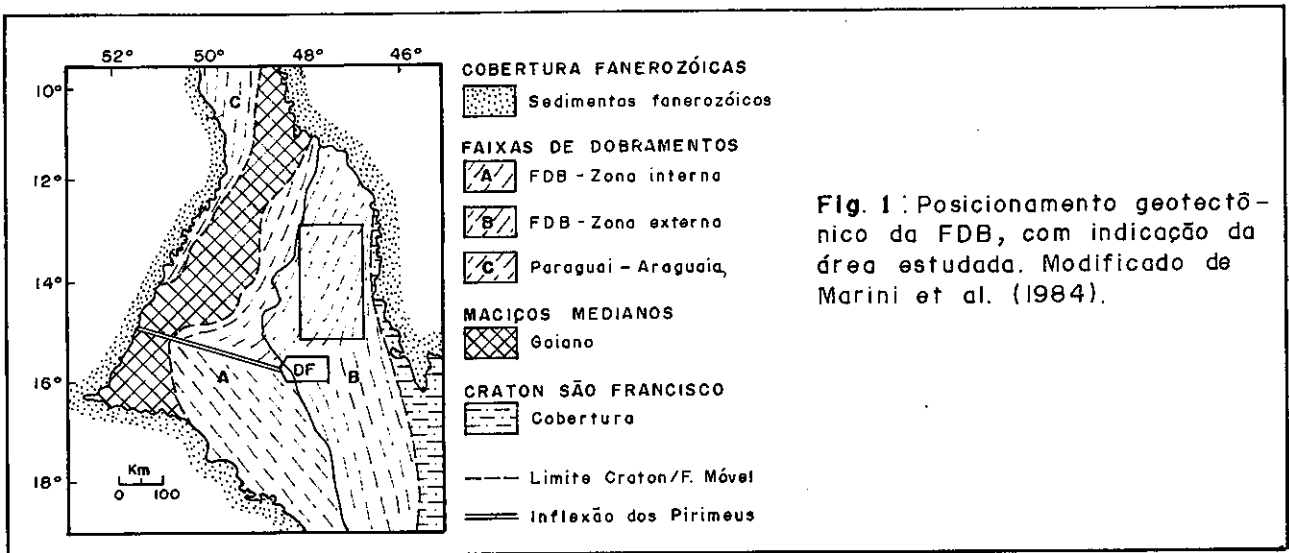 52° 50° 48° 46°
10°
12°
14°
16°
18°
C
A
B
DF
Km
0 100
COBERTURA FANEROZÓICAS
Sedimentos fanerozóicos
FAIXAS DE DOBRAMENTOS
A FDB - Zona interna
B FDB - Zona externa
C Paraguai - Araguaia,
MACIÇOS MEDIANOS
Goiano
CRATON SÃO FRANCISCO
Cobertura
Limite Craton/F. Móvel
Inflexão dos Pirimeus
Fig. 1 : Posicionamento geotectô-
nico da FDB, com indicação da
área estudada. Modificado de
Marini et al. (1984).